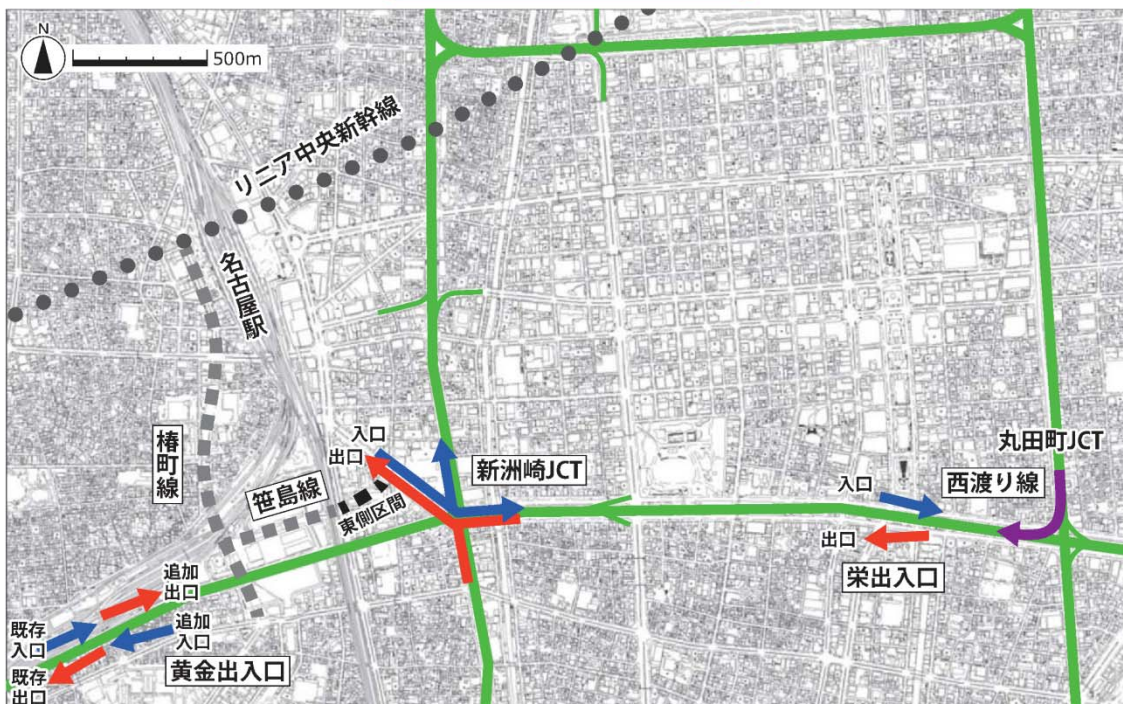 N
500m
リニア中央新幹線
名古屋駅
椿町線
笹島線
東側区間
入口
出口
新洲崎JCT
丸田町JCT
西渡り線
入口
出口
栄出入口
追加
出口
既存
入口
追加
入口
既存
出口
黄金出入口